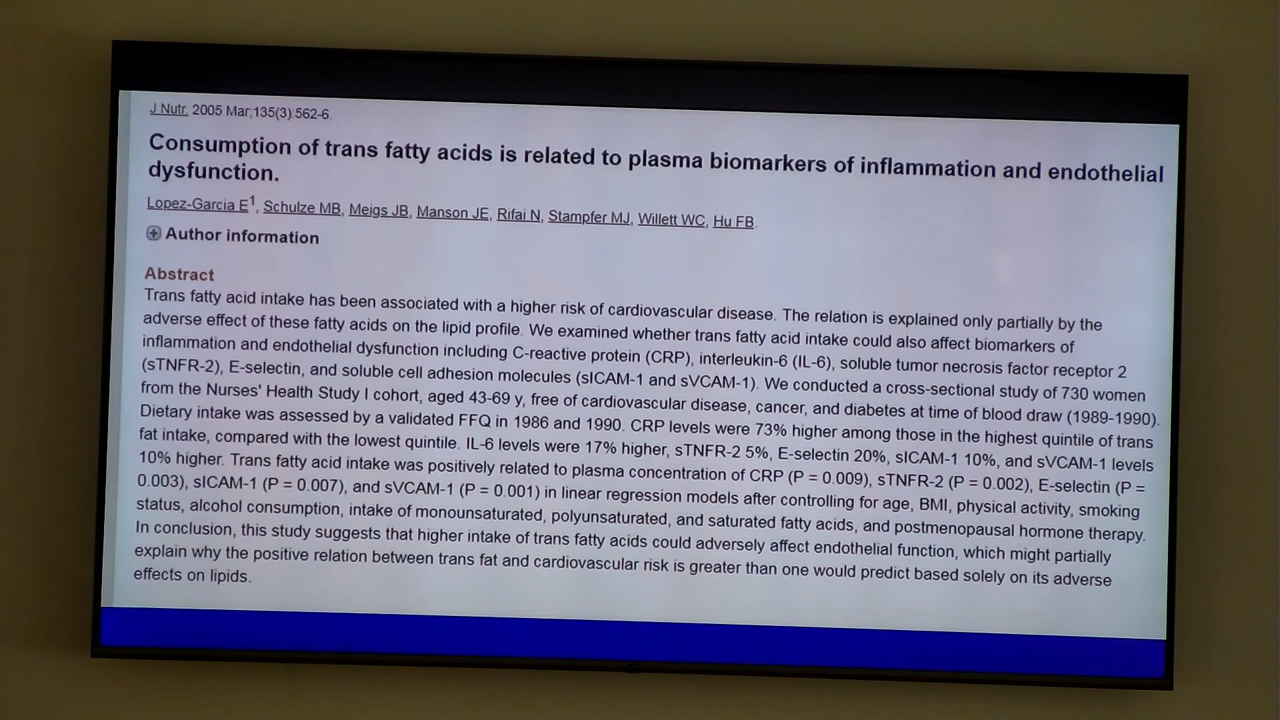 J Nutr. 2005 Mar;135(3):562-6.
Consumption of trans fatty acids is related to plasma biomarkers of inflammation and endothelial
dysfunction.
Lopez-Garcia E1, Schulze MB, Meigs JB, Manson JE, Rifai N, Stampfer MJ, Willett WC, Hu FB.
Author information
Abstract
Trans fatty acid intake has been associated with a higher risk of cardiovascular disease. The relation is explained only partially by the
adverse effect of these fatty acids on the lipid profile. We examined whether trans fatty acid intake could also affect biomarkers of
inflammation and endothelial dysfunction including C-reactive protein (CRP), interleukin-6 (IL-6), soluble tumor necrosis factor receptor 2
(sTNFR-2), E-selectin, and soluble cell adhesion molecules (sICAM-1 and sVCAM-1). We conducted a cross-sectional study of 730 women
from the Nurses' Health Study I cohort, aged 43-69 y, free of cardiovascular disease, cancer, and diabetes at time of blood draw (1989-1990).
Dietary intake was assessed by a validated FFQ in 1986 and 1990. CRP levels were 73% higher among those in the highest quintile of trans
fat intake, compared with the lowest quintile. IL-6 levels were 17% higher, sTNFR-2 5%, E-selectin 20%, sICAM-1 10%, and sVCAM-1 levels
10% higher. Trans fatty acid intake was positively related to plasma concentration of CRP (P = 0.009), sTNFR-2 (P = 0.002), E-selectin (P =
0.003), sICAM-1 (P = 0.007), and sVCAM-1 (P = 0.001) in linear regression models after controlling for age, BMI, physical activity, smoking
status, alcohol consumption, intake of monounsaturated, polyunsaturated, and saturated fatty acids, and postmenopausal hormone therapy.
In conclusion, this study suggests that higher intake of trans fatty acids could adversely affect endothelial function, which might partially
explain why the positive relation between trans fat and cardiovascular risk is greater than one would predict based solely on its adverse
effects on lipids.